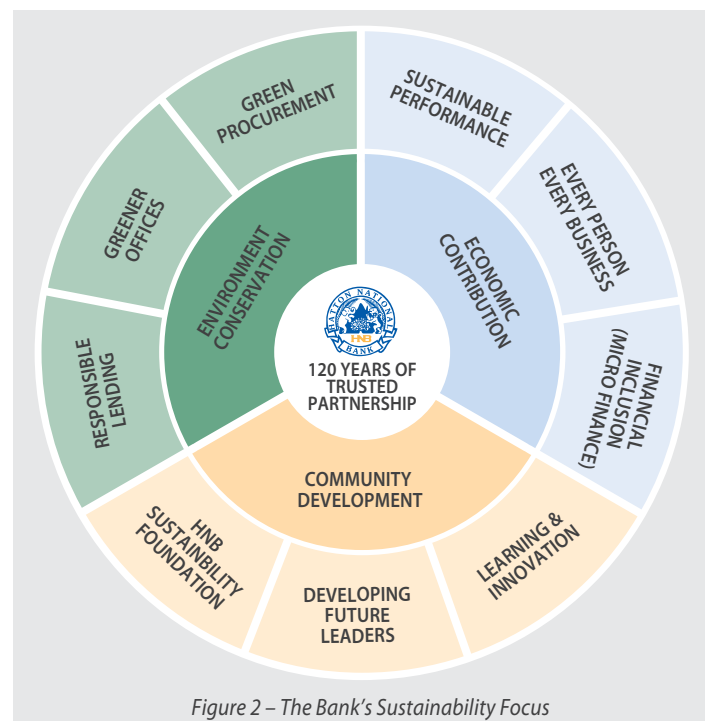 GREEN
PROCUREMENT
SUSTAINABLE
PERFORMANCE
GREENER
OFFICES
EVERY PERSON
EVERY BUSINESS
ENVIRONMENT
CONSERVATION
ECONOMIC
CONTRIBUTION
HATTON NATIONAL
HNB
BANK
120 YEARS OF
TRUSTED
PARTNERSHIP
RESPONSIBLE
LENDING
FINANCIAL
INCLUSION
(MICRO FINANCE)
COMMUNITY
DEVELOPMENT
HNB
SUSTAINBILITY
FOUNDATION
DEVELOPING
FUTURE
LEADERS
LEARNING &
INNOVATION
Figure 2 – The Bank's Sustainability Focus